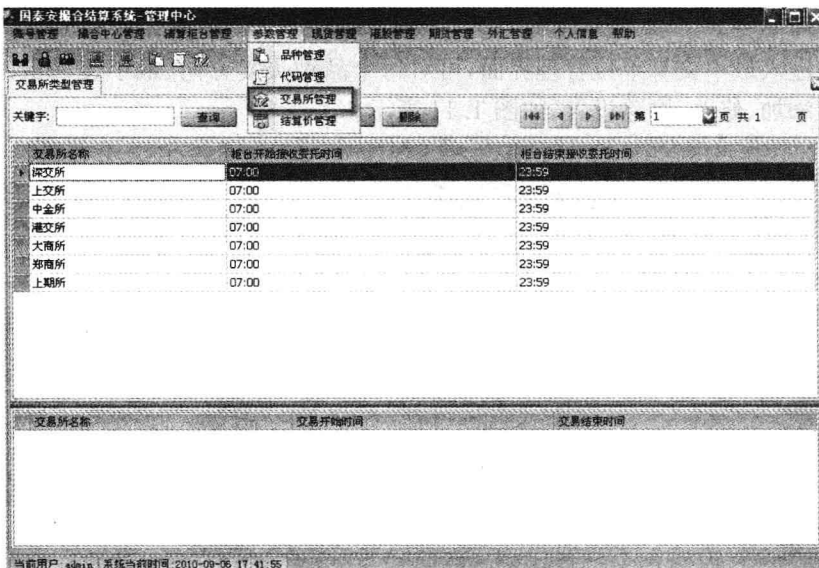 国泰安撮合结算系统-管理中心
账号管理 撮合中心管理 清算柜台管理 参数管理 现货管理 港股管理 期货管理 外汇管理 个人信息 帮助
品种管理
代码管理
交易所管理
结算价管理
交易所类型管理
关键字: 查询 删除 第 1 页 共 1 页
交易所名称 柜台开始接收委托时间 柜台结束接收委托时间
深交所 07:00 23:59
上交所 07:00 23:59
中金所 07:00 23:59
港交所 07:00 23:59
大商所 07:00 23:59
郑商所 07:00 23:59
上期所 07:00 23:59
交易所名称 交易开始时间 交易结束时间
当前用户: admin 系统当前时间:2010-09-06 17:41:55